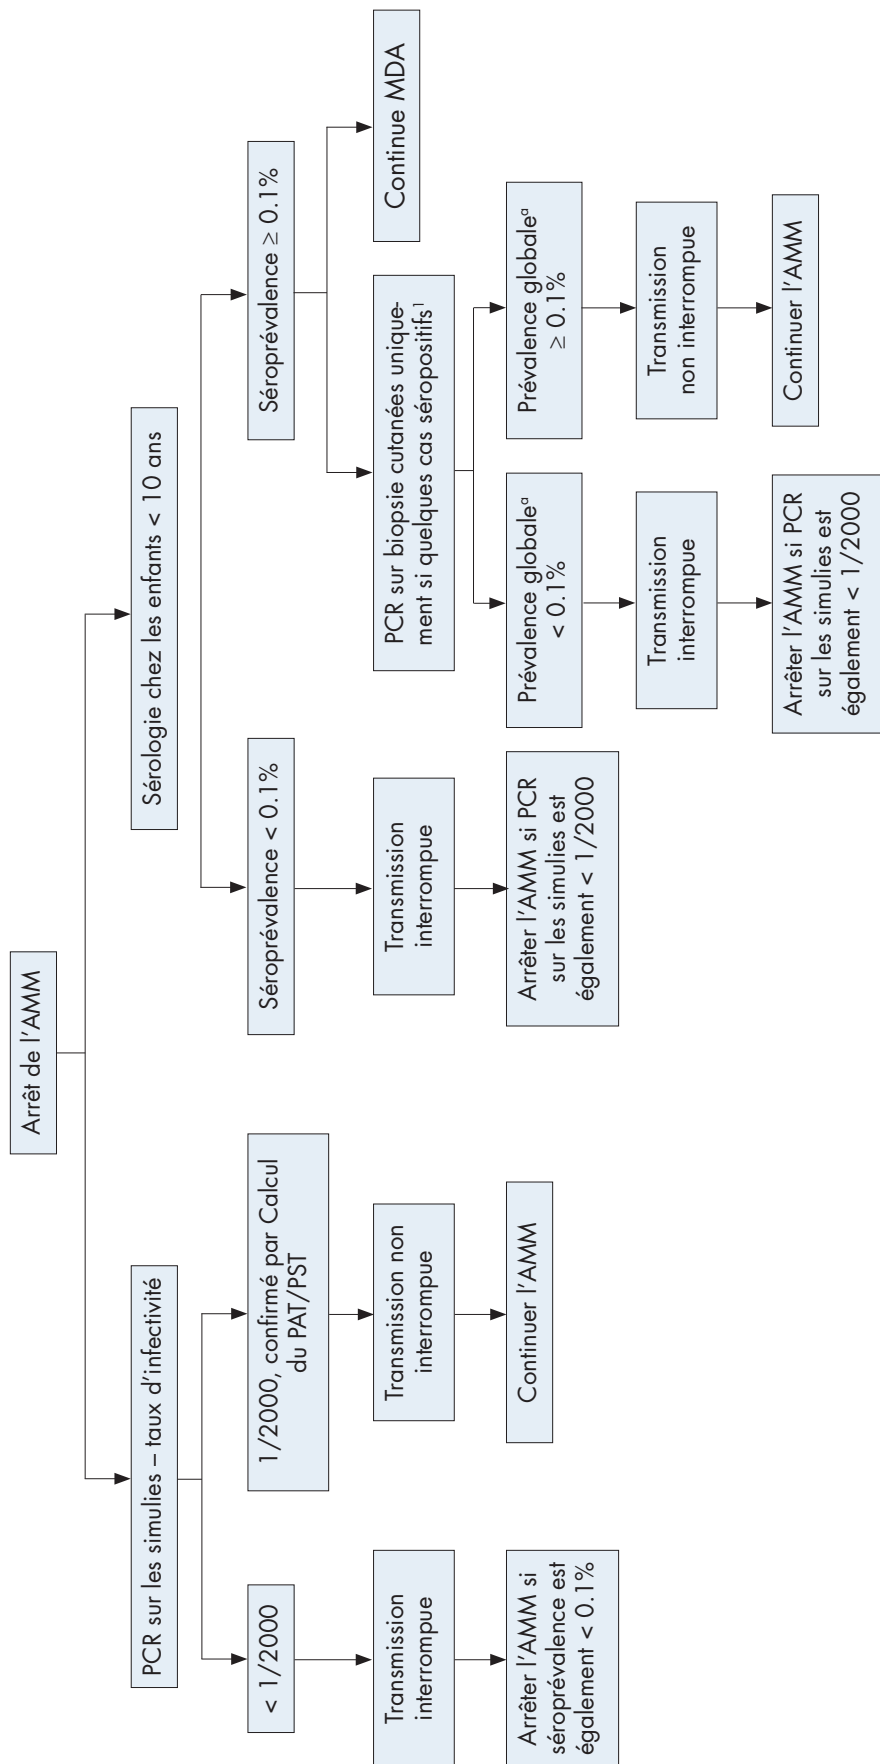 Arrêt de l'AMM
PCR sur les simulies – taux d'infectivité
< 1/2000
Transmission
interrompue
Arrêter l'AMM si
séroprévalence est
également < 0.1%
1/2000, confirmé par Calcul
du PAT/PST
Transmission non
interrompue
Continuer l'AMM
Sérologie chez les enfants < 10 ans
Séroprévalence < 0.1%
Transmission
interrompue
Arrêter l'AMM si PCR
sur les simulies est
également < 1/2000
Séroprévalence ≥ 0.1%
PCR sur biopsie cutanées unique-
ment si quelques cas séropositifs¹
Prévalence globaleᵅ
< 0.1%
Transmission
interrompue
Arrêter l'AMM si PCR
sur les simulies est
également < 1/2000
Prévalence globaleᵅ
≥ 0.1%
Transmission
non interrompue
Continuer l'AMM
Continue MDA